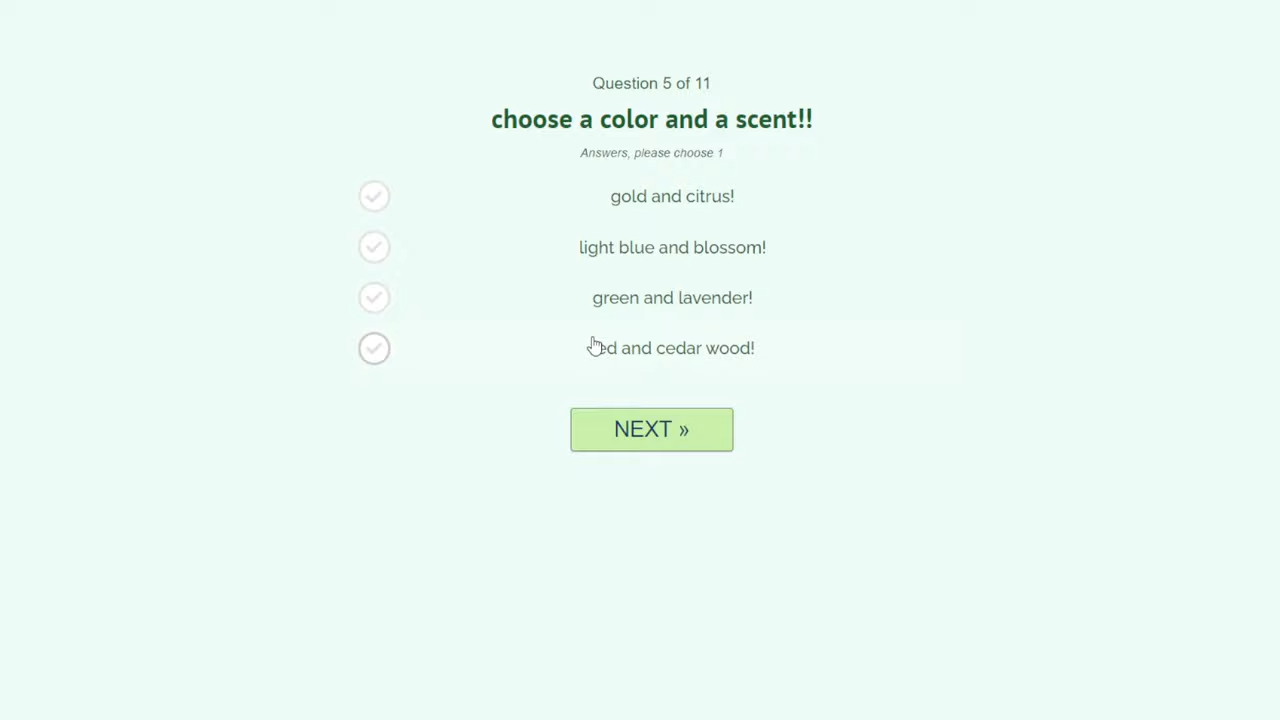 Question 5 of 11
choose a color and a scent!!
Answers, please choose 1
gold and citrus!
light blue and blossom!
green and lavender!
and cedar wood!
NEXT »